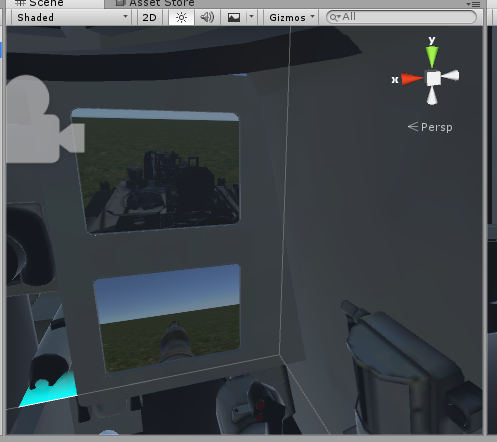 Scene
Asset Store
Shaded
2D
Gizmos
All
y
x
Persp